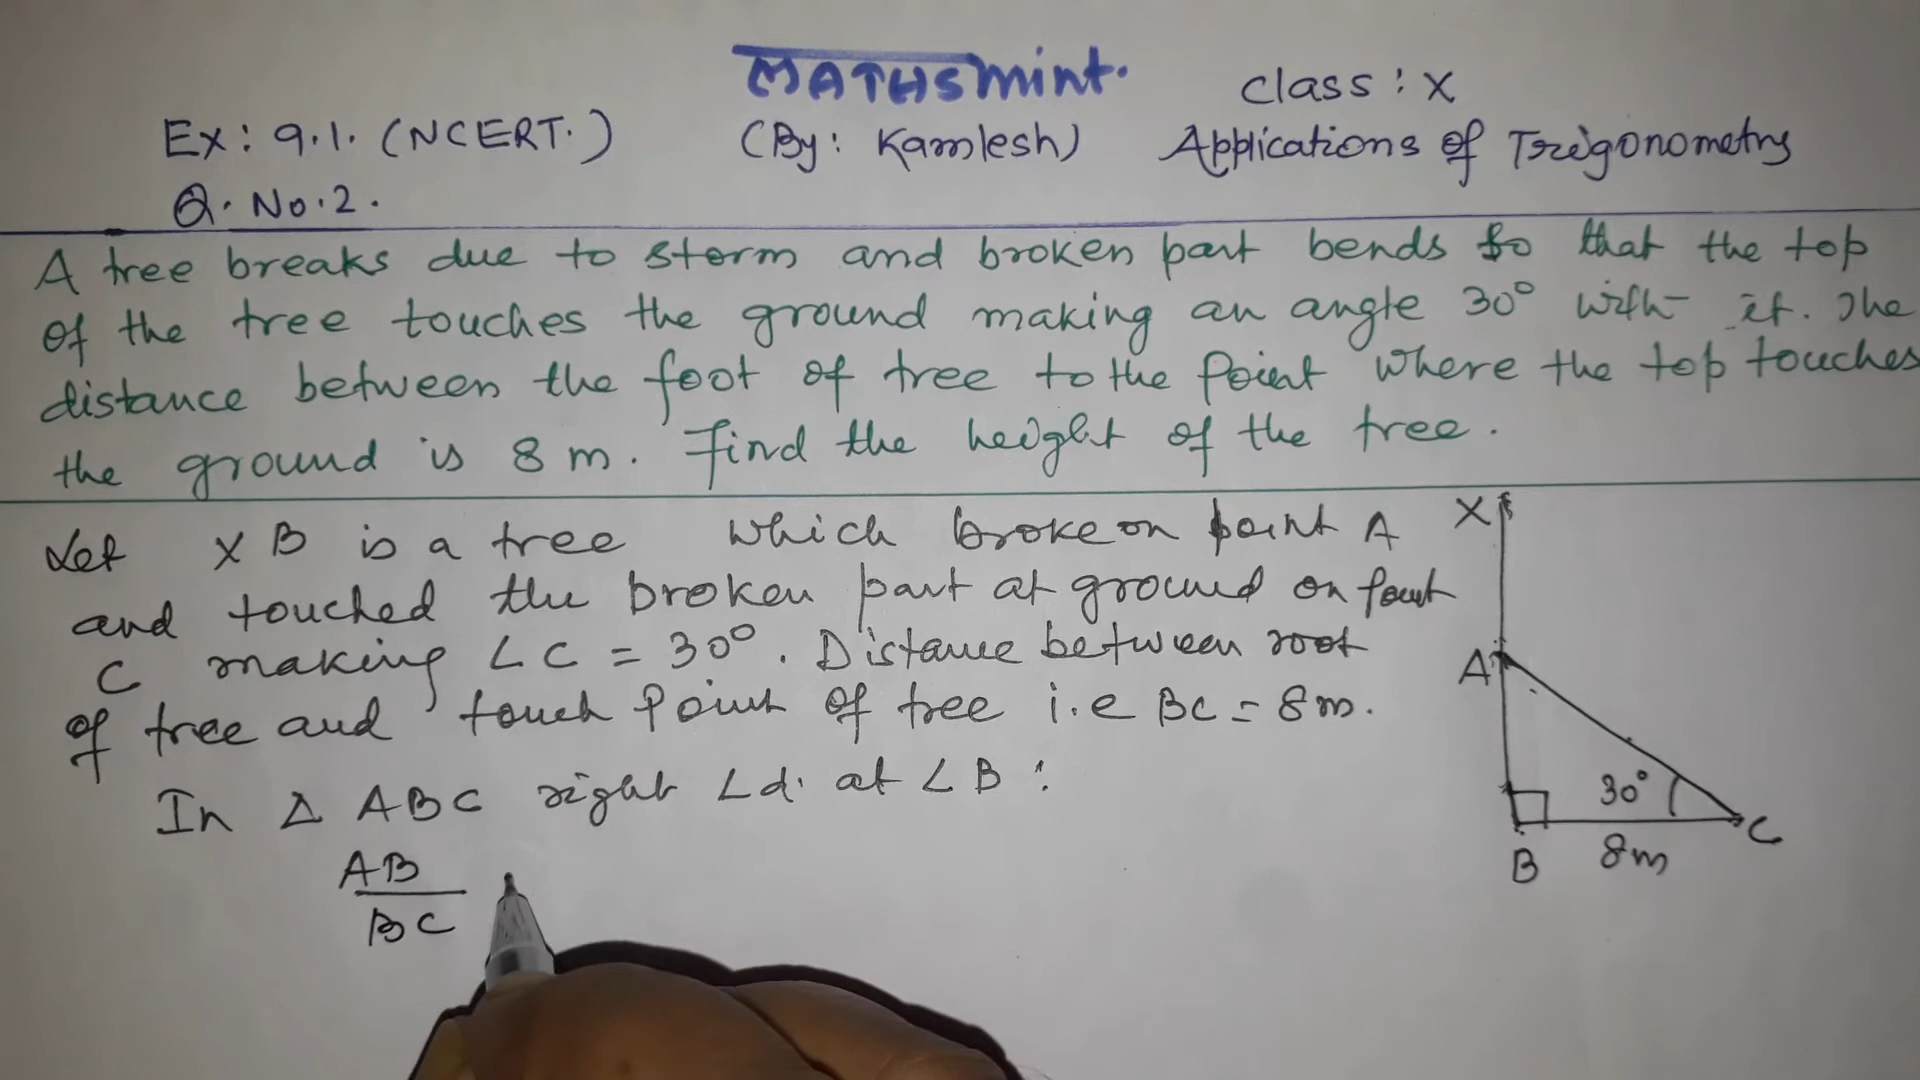 MATHSmint.
Class : X
Ex: 9.1. (NCERT.) (By: Kamlesh) Applications of Trigonometry
Q. No. 2.
A tree breaks due to storm and broken part bends so that the top
of the tree touches the ground making an angle 30° with it. The
distance between the foot of tree to the point where the top touches
the ground is 8 m. Find the height of the tree.
Let XB is a tree which broke on point A
and touched the broken part at ground on point
C making ∠C = 30°. Distance between root
of tree and touch point of tree i.e BC = 8m.
In △ ABC right ∠d. at ∠B :
AB
BC
X
A
30°
C
B
8m